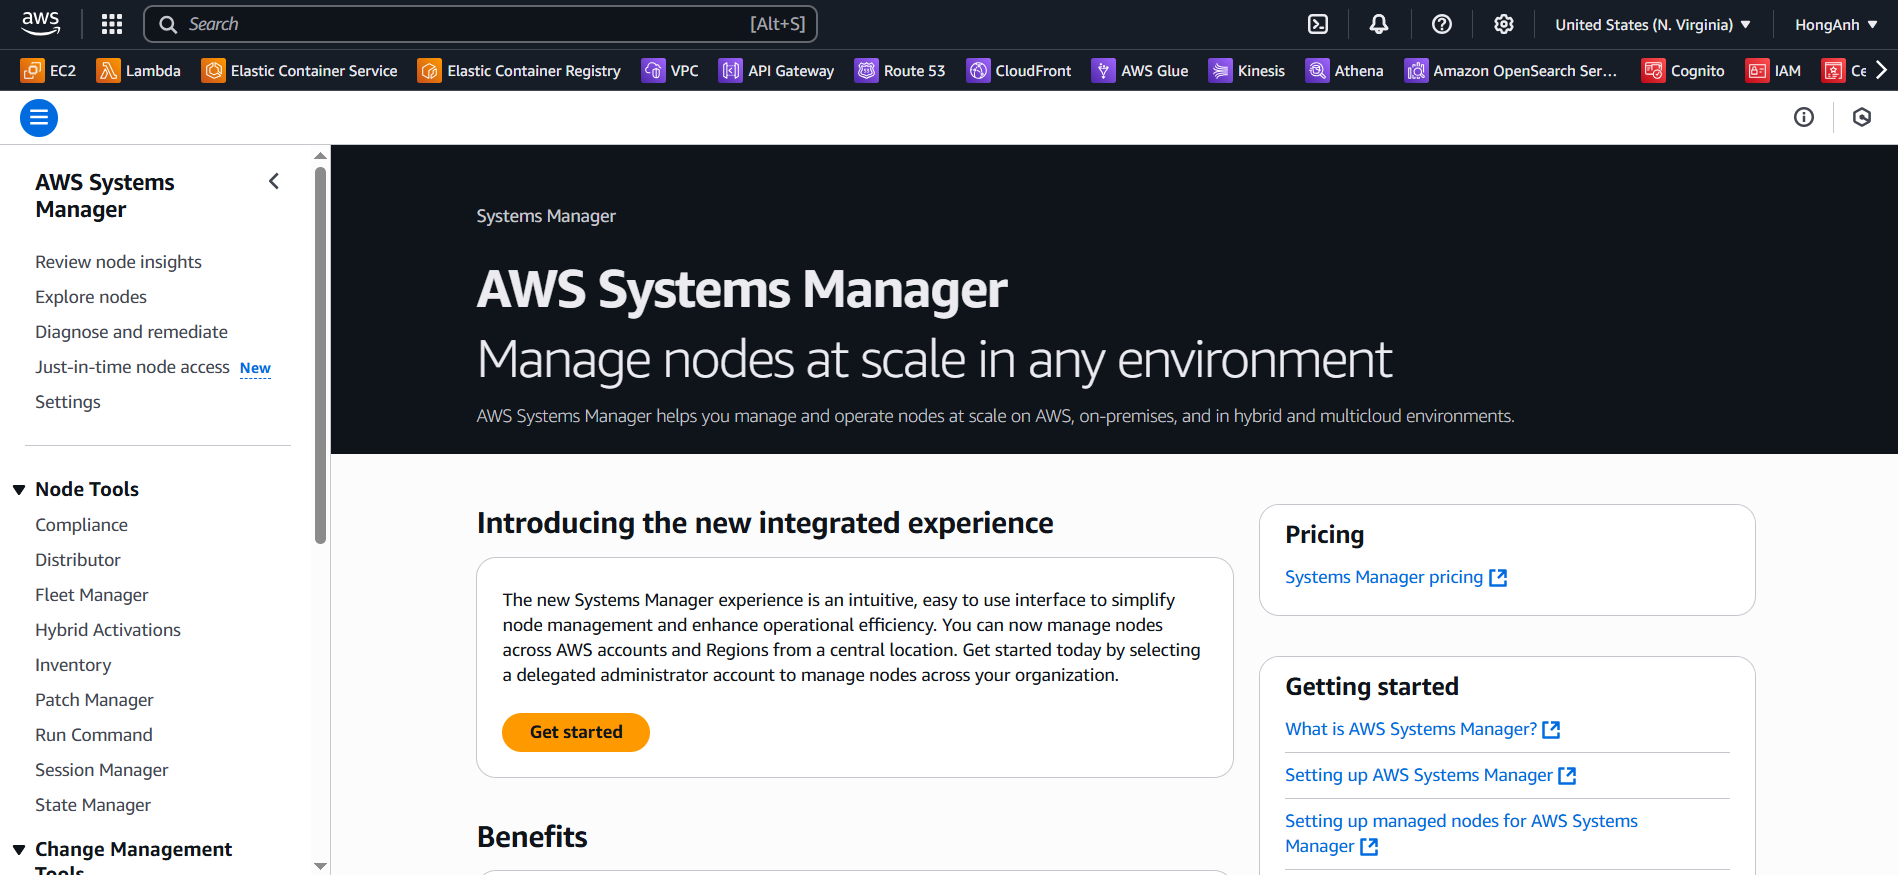 aws
Search [Alt+S]
United States (N. Virginia)
HongAnh
EC2
Lambda
Elastic Container Service
Elastic Container Registry
VPC
API Gateway
Route 53
CloudFront
AWS Glue
Kinesis
Athena
Amazon OpenSearch Ser...
Cognito
IAM
Ce
AWS Systems
Manager
Review node insights
Explore nodes
Diagnose and remediate
Just-in-time node access New
Settings
Node Tools
Compliance
Distributor
Fleet Manager
Hybrid Activations
Inventory
Patch Manager
Run Command
Session Manager
State Manager
Change Management
Tools
Systems Manager
AWS Systems Manager
Manage nodes at scale in any environment
AWS Systems Manager helps you manage and operate nodes at scale on AWS, on-premises, and in hybrid and multicloud environments.
Introducing the new integrated experience
The new Systems Manager experience is an intuitive, easy to use interface to simplify
node management and enhance operational efficiency. You can now manage nodes
across AWS accounts and Regions from a central location. Get started today by selecting
a delegated administrator account to manage nodes across your organization.
Get started
Benefits
Pricing
Systems Manager pricing
Getting started
What is AWS Systems Manager?
Setting up AWS Systems Manager
Setting up managed nodes for AWS Systems
Manager